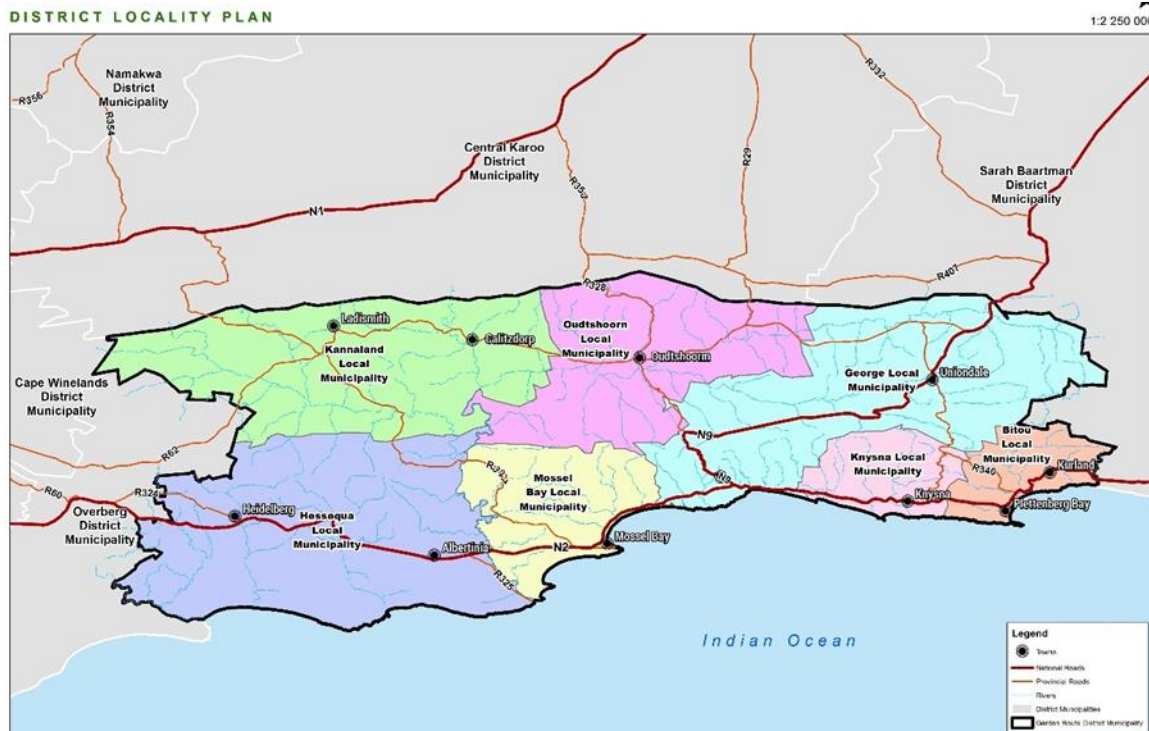 DISTRICT LOCALITY PLAN
1:2 250 000
Namakwa
District
Municipality
R356
R354
R332
Central Karoo
District
Municipality
R29
Sarah Baartman
District
Municipality
R353
N1
R407
R328
Ladismith
Calitzdorp
Kannaland
Local
Municipality
Oudtshoorn
Local
Municipality
Oudtshoorn
George Local
Municipality
Uniondale
Cape Winelands
District
Municipality
R62
N9
Bitou
Local
Municipality
Knysna Local
Municipality
R340
Kurland
Knysna
Plettenberg Bay
R60
R324
Overberg
District
Municipality
Heidelberg
Hessequa
Local
Municipality
Albertinia
Mossel
Bay Local
Municipality
N2
Mossel Bay
R325
Indian Ocean
Legend
Towns
National Roads
Provincial Roads
Rivers
District Municipalities
Garden Route District Municipality